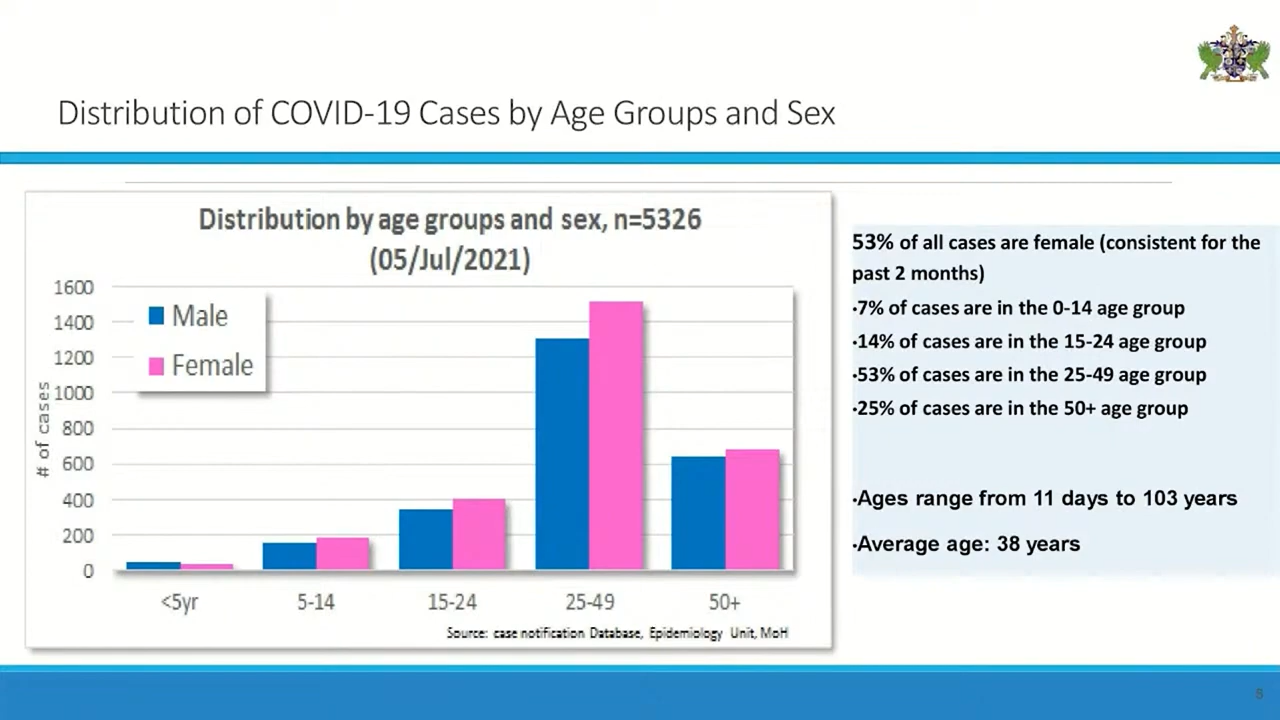 Distribution of COVID-19 Cases by Age Groups and Sex
Distribution by age groups and sex, n=5326
(05/Jul/2021)
1600
1400
1200
1000
800
600
400
200
0
# of cases
Male
Female
<5yr
5-14
15-24
25-49
50+
Source: case notification Database, Epidemiology Unit, MoH
53% of all cases are female (consistent for the
past 2 months)
•7% of cases are in the 0-14 age group
•14% of cases are in the 15-24 age group
•53% of cases are in the 25-49 age group
•25% of cases are in the 50+ age group
•Ages range from 11 days to 103 years
•Average age: 38 years